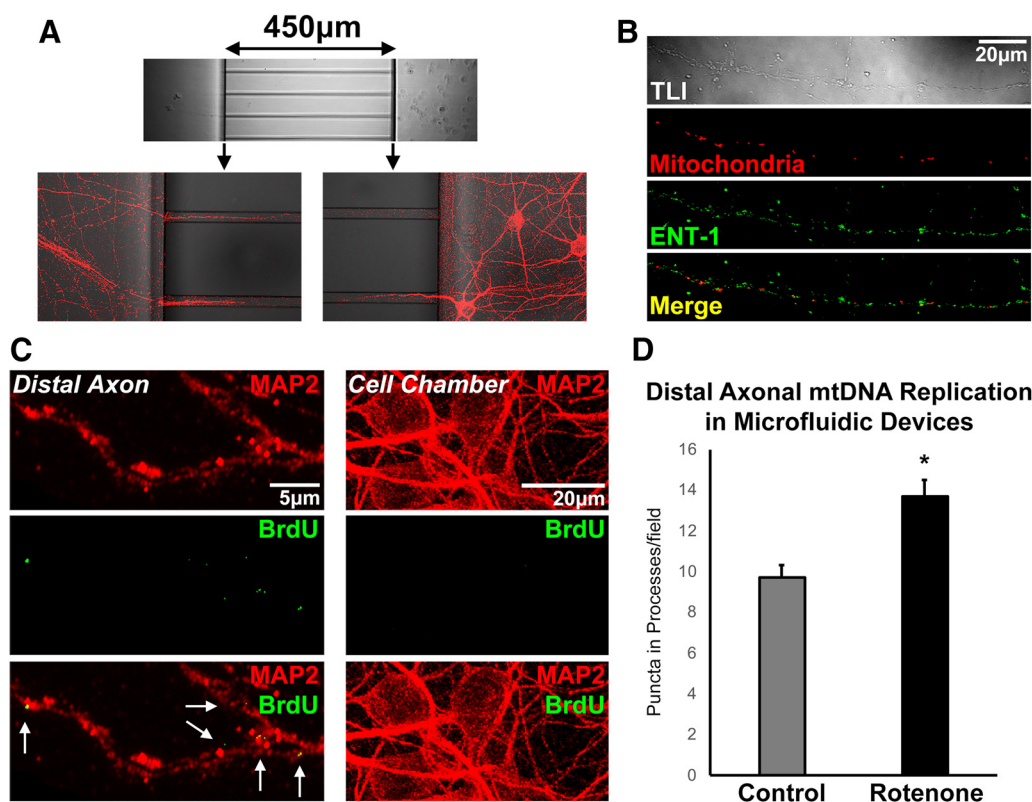 A
450μm
B
20μm
TLI
Mitochondria
ENT-1
Merge
C
Distal Axon
MAP2
5μm
BrdU
MAP2
BrdU
Cell Chamber
MAP2
20μm
BrdU
MAP2
BrdU
D
Distal Axonal mtDNA Replication
in Microfluidic Devices
Puncta in Processes/field
16
14
12
10
8
6
4
2
0
*
Control
Rotenone